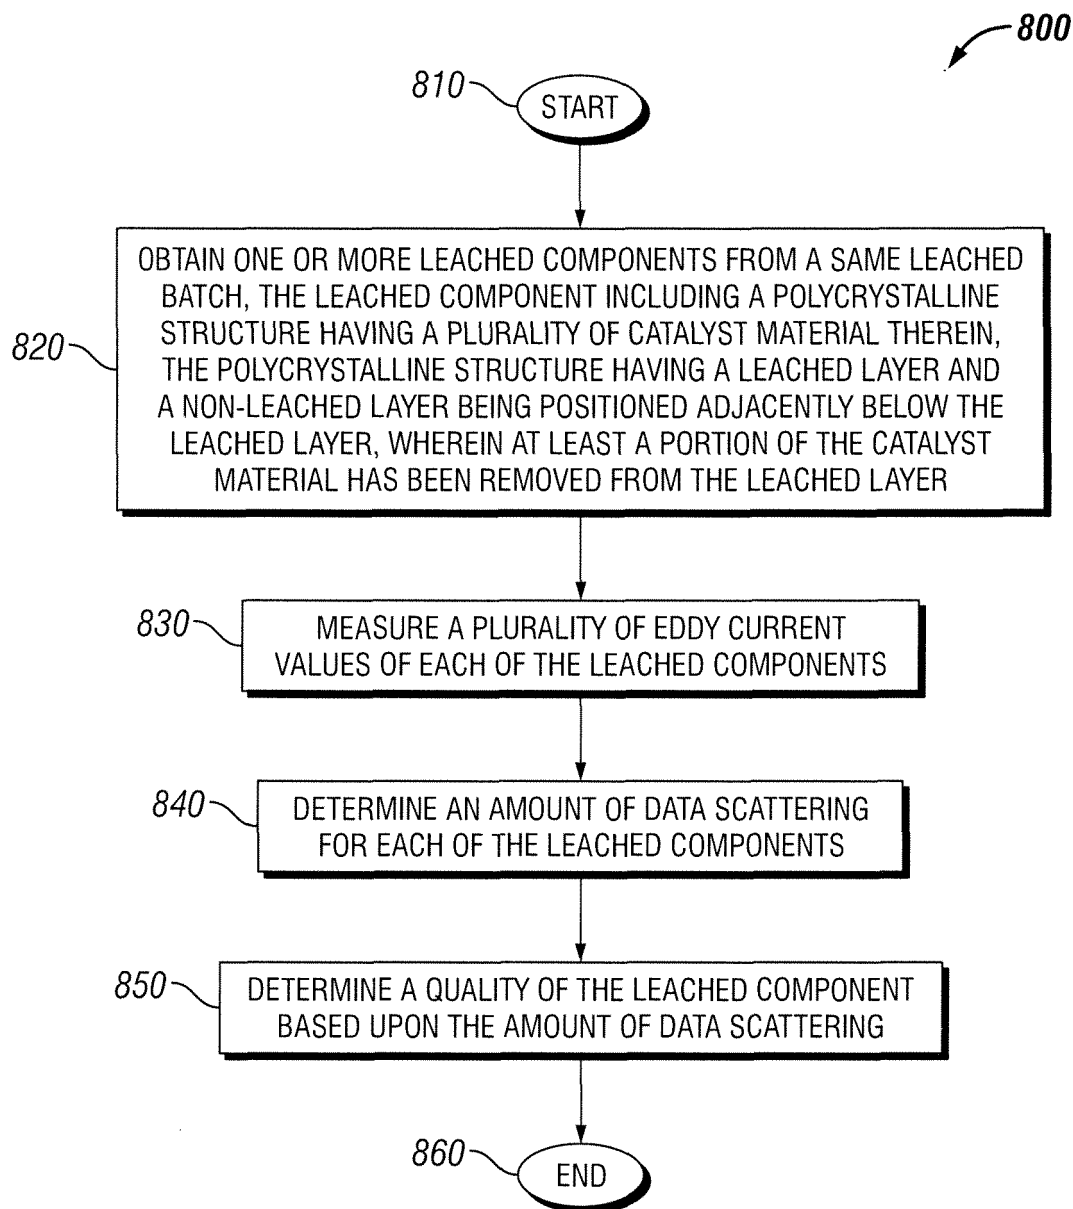 800
810
START
820
OBTAIN ONE OR MORE LEACHED COMPONENTS FROM A SAME LEACHED
BATCH, THE LEACHED COMPONENT INCLUDING A POLYCRYSTALLINE
STRUCTURE HAVING A PLURALITY OF CATALYST MATERIAL THEREIN,
THE POLYCRYSTALLINE STRUCTURE HAVING A LEACHED LAYER AND
A NON-LEACHED LAYER BEING POSITIONED ADJACENTLY BELOW THE
LEACHED LAYER, WHEREIN AT LEAST A PORTION OF THE CATALYST
MATERIAL HAS BEEN REMOVED FROM THE LEACHED LAYER
830
MEASURE A PLURALITY OF EDDY CURRENT
VALUES OF EACH OF THE LEACHED COMPONENTS
840
DETERMINE AN AMOUNT OF DATA SCATTERING
FOR EACH OF THE LEACHED COMPONENTS
850
DETERMINE A QUALITY OF THE LEACHED COMPONENT
BASED UPON THE AMOUNT OF DATA SCATTERING
860
END